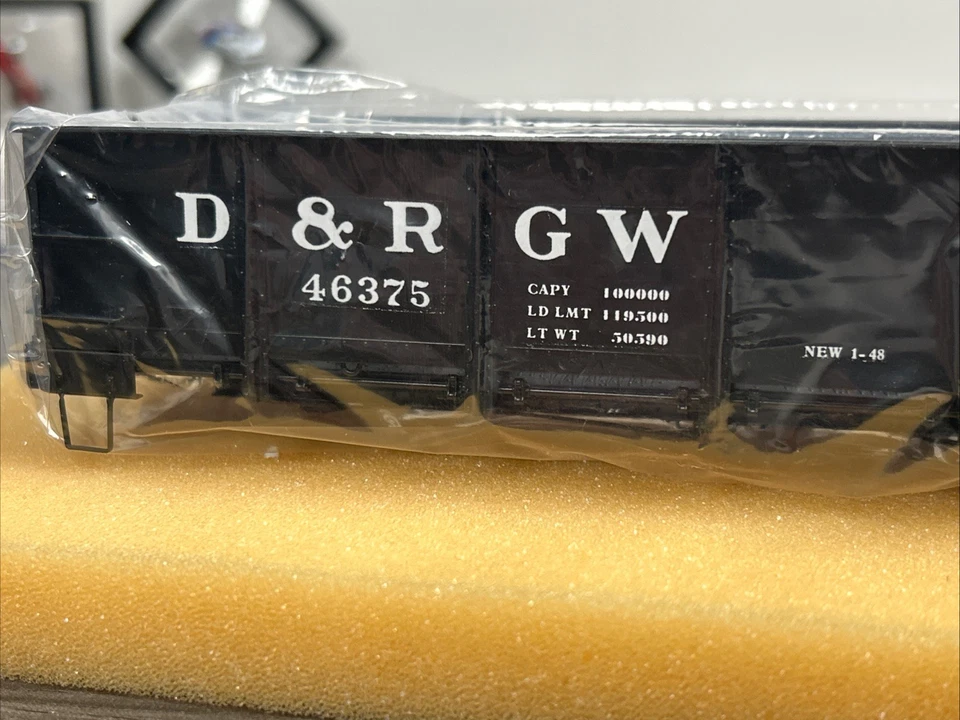 D & R G W
46375
CAPY 100000
LD LMT 119500
LT WT 50590
NEW 1-48